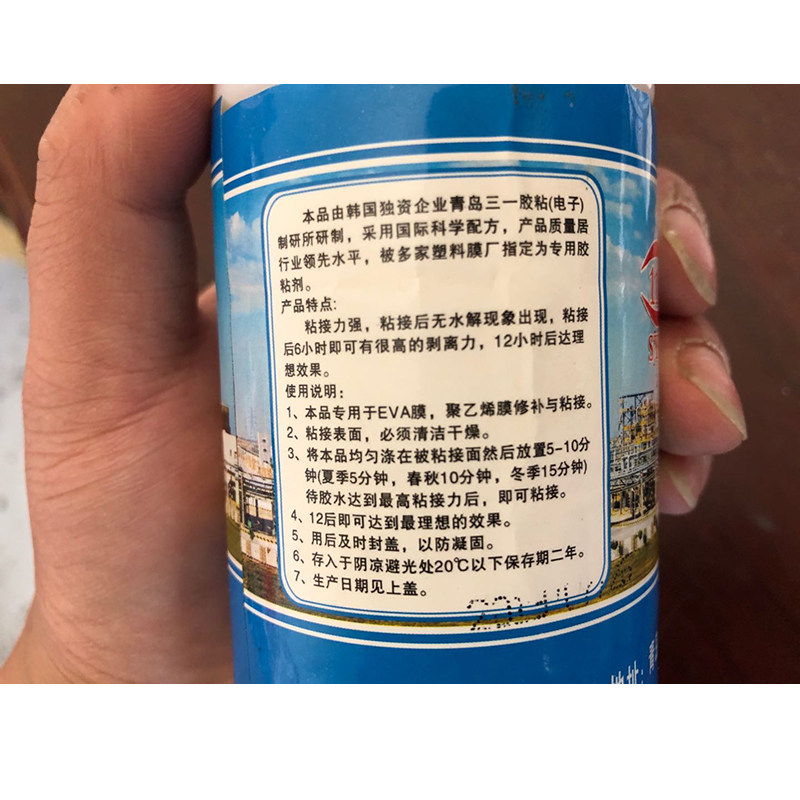 本品由韩国独资企业青岛三一胶粘(电子)
制研所研制，采用国际科学配方，产品质量居
行业领先水平，被多家塑料膜厂指定为专用胶
粘剂。
产品特点:
粘接力强，粘接后无水解现象出现，粘接
后6小时即可有很高的剥离力，12小时后达理
想效果。
使用说明：
1、本品专用于EVA膜，聚乙烯膜修补与粘接。
2、粘接表面，必须清洁干燥。
3、将本品均匀涤在被粘接面然后放置5-10分
钟(夏季5分钟，春秋10分钟，冬季15分钟)
待胶水达到最高粘接力后，即可粘接。
4、12后即可达到最理想的效果。
5、用后及时封盖，以防凝固。
6、存入于阴凉避光处20℃以下保存期二年。
7、生产日期见上盖。